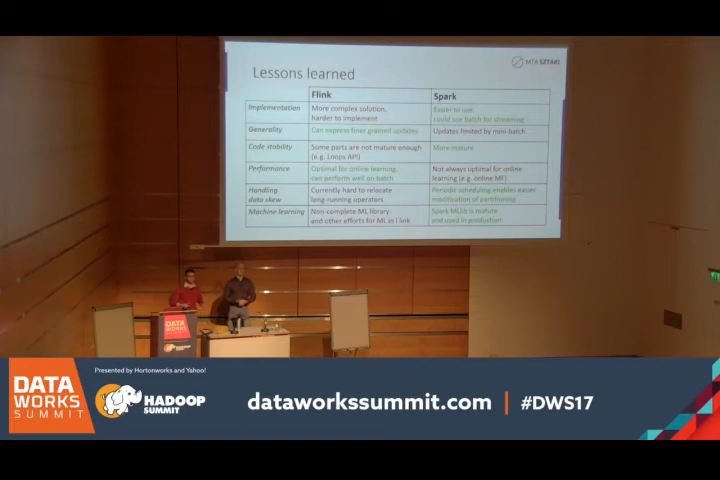 MTA SZTAKI
Lessons learned
Flink Spark
Implementation More complex solution, Easier to use
harder to implement could use batch for streaming
Generality Can express finer grained updates Updates limited by mini-batch
Code stability Some parts are not mature enough More mature
(e.g. Loops API)
Performance Optimal for online learning, Not always optimal for online
can perform well on batch learning (e.g. online MF)
Handling Currently hard to relocate Periodic scheduling enables easier
data skew long-running operators modification of partitioning
Machine learning Non-complete ML library Spark MLlib is mature
and other efforts for ML in Flink and used in production
DATA
WORKS
SUMMIT
Presented by Hortonworks and Yahoo!
DATA
WORKS
SUMMIT
HADOOP
SUMMIT
dataworkssummit.com #DWS17